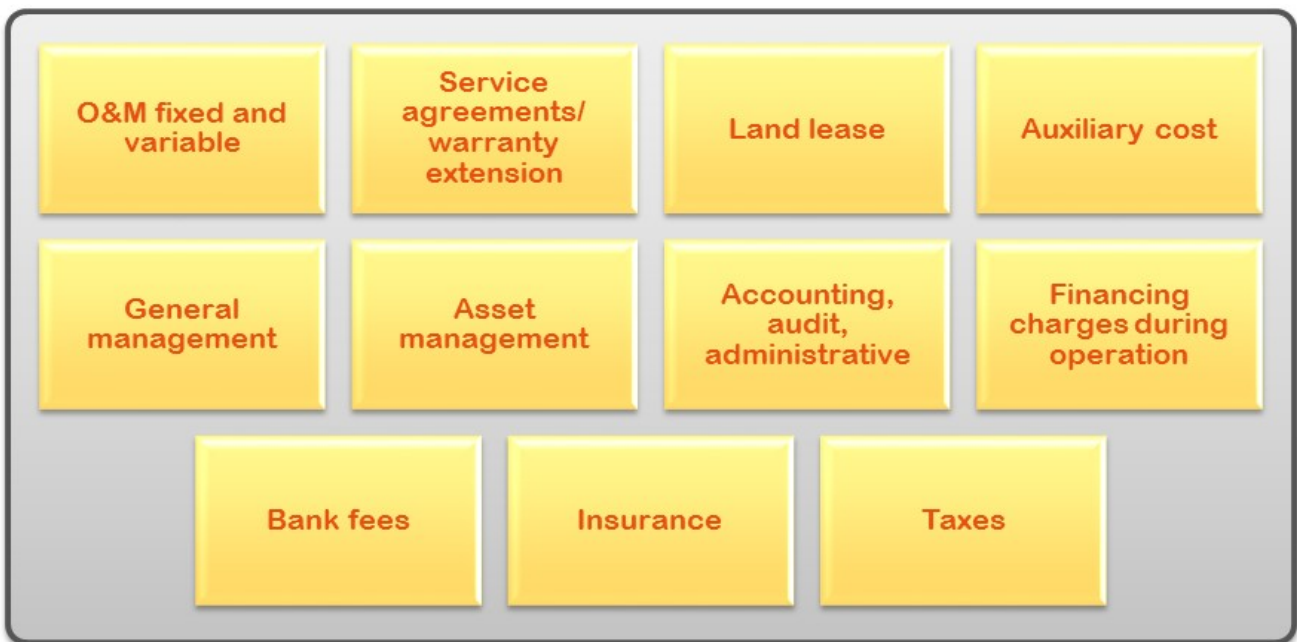 O&M fixed and
variable
Service
agreements/
warranty
extension
Land lease
Auxiliary cost
General
management
Asset
management
Accounting,
audit,
administrative
Financing
charges during
operation
Bank fees
Insurance
Taxes